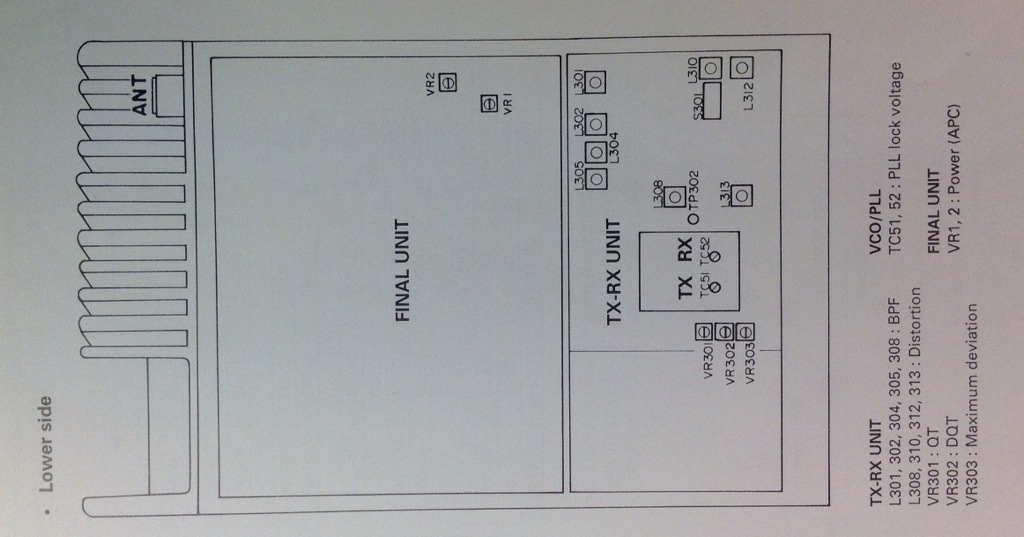 • Lower side
ANT
FINAL UNIT
VR2
VR1
TX-RX UNIT
L305
L302
L301
L304
L308
TP302
L313
S301
L310
L312
TX RX
TC51 TC52
VR301
VR302
VR303
TX-RX UNIT
L301, 302, 304, 305, 308 : BPF
L308, 310, 312, 313 : Distortion
VR301 : QT
VR302 : DQT
VR303 : Maximum deviation
VCO/PLL
TC51, 52 : PLL lock voltage
FINAL UNIT
VR1, 2 : Power (APC)